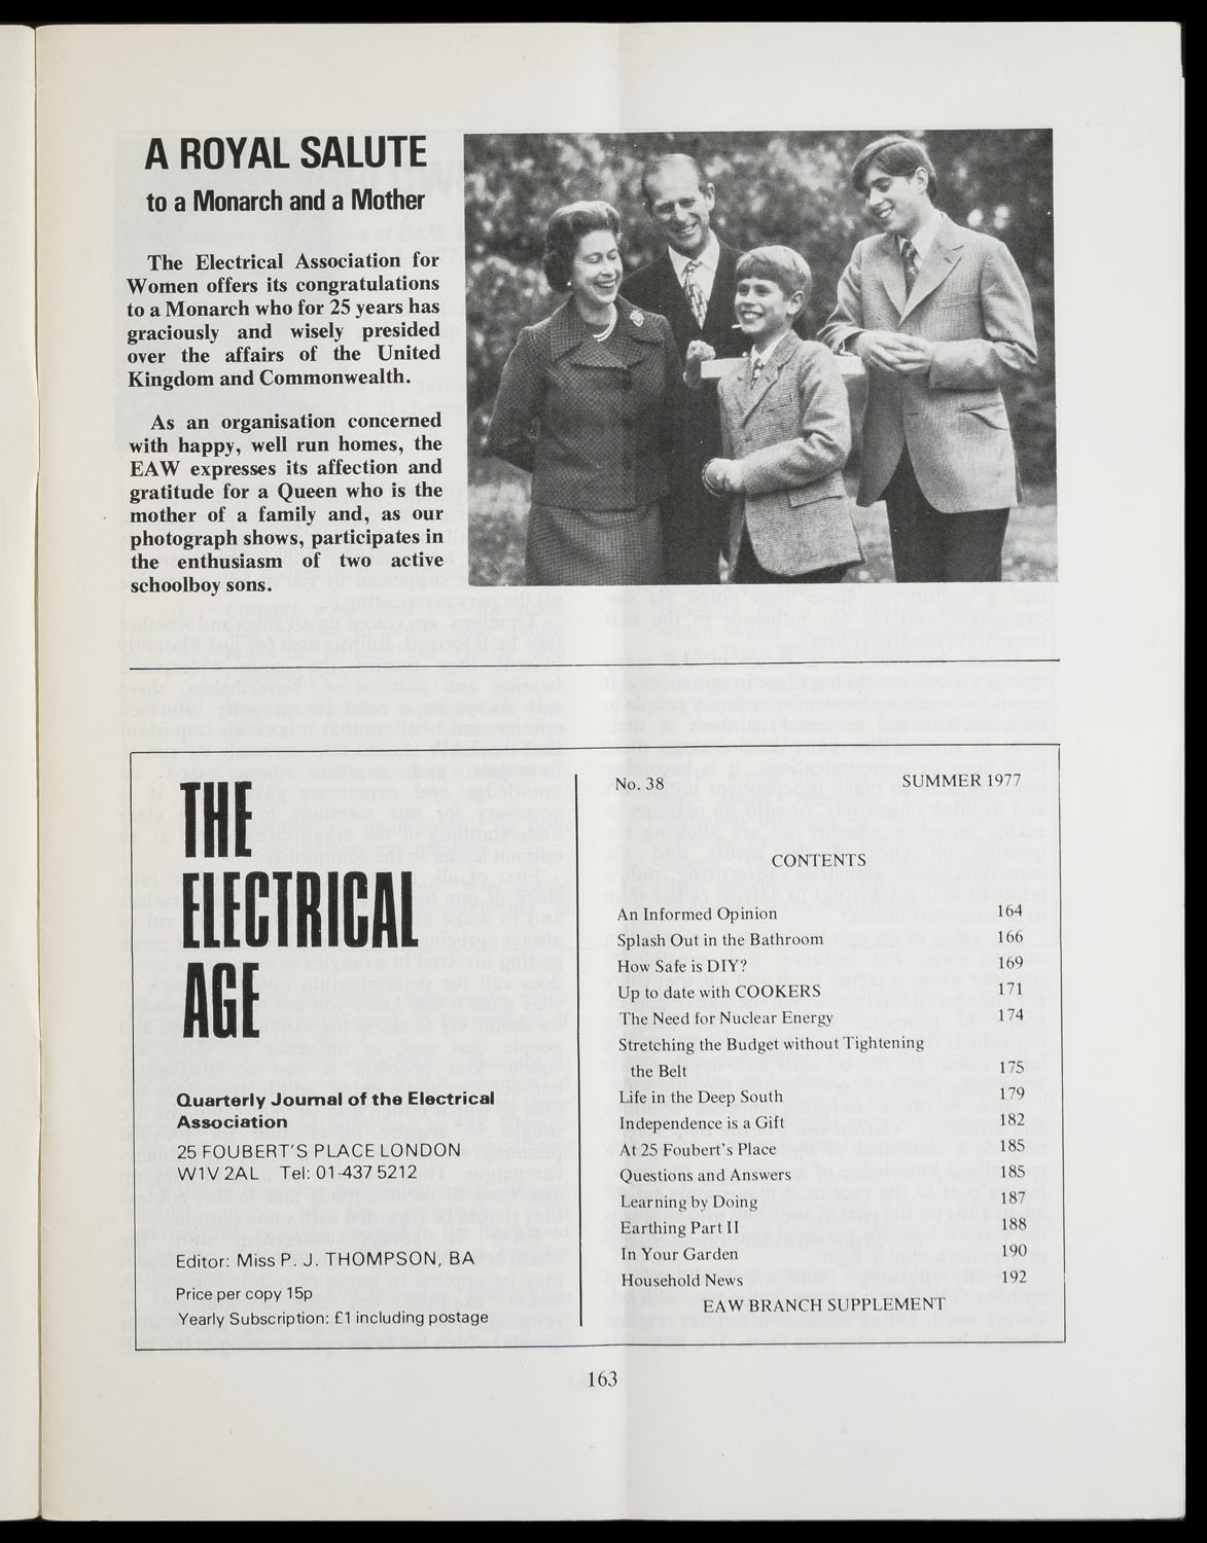 A ROYAL SALUTE
to a Monarch and a Mother
The Electrical Association for
Women offers its congratulations
to a Monarch who for 25 years has
graciously and wisely presided
over the affairs of the United
Kingdom and Commonwealth.
As an organisation concerned
with happy, well run homes, the
EAW expresses its affection and
gratitude for a Queen who is the
mother of a family and, as our
photograph shows, participates in
the enthusiasm of two active
schoolboy sons.
THE
ELECTRICAL
AGE
Quarterly Journal of the Electrical
Association
25 FOUBERT'S PLACE LONDON
W1V 2AL Tel: 01-437 5212
Editor: Miss P. J. THOMPSON, BA
Price per copy 15p
Yearly Subscription: £1 including postage
No. 38 SUMMER 1977
CONTENTS
An Informed Opinion 164
Splash Out in the Bathroom 166
How Safe is DIY? 169
Up to date with COOKERS 171
The Need for Nuclear Energy 174
Stretching the Budget without Tightening
the Belt 175
Life in the Deep South 179
Independence is a Gift 182
At 25 Foubert's Place 185
Questions and Answers 185
Learning by Doing 187
Earthing Part II 188
In Your Garden 190
Household News 192
EAW BRANCH SUPPLEMENT
163